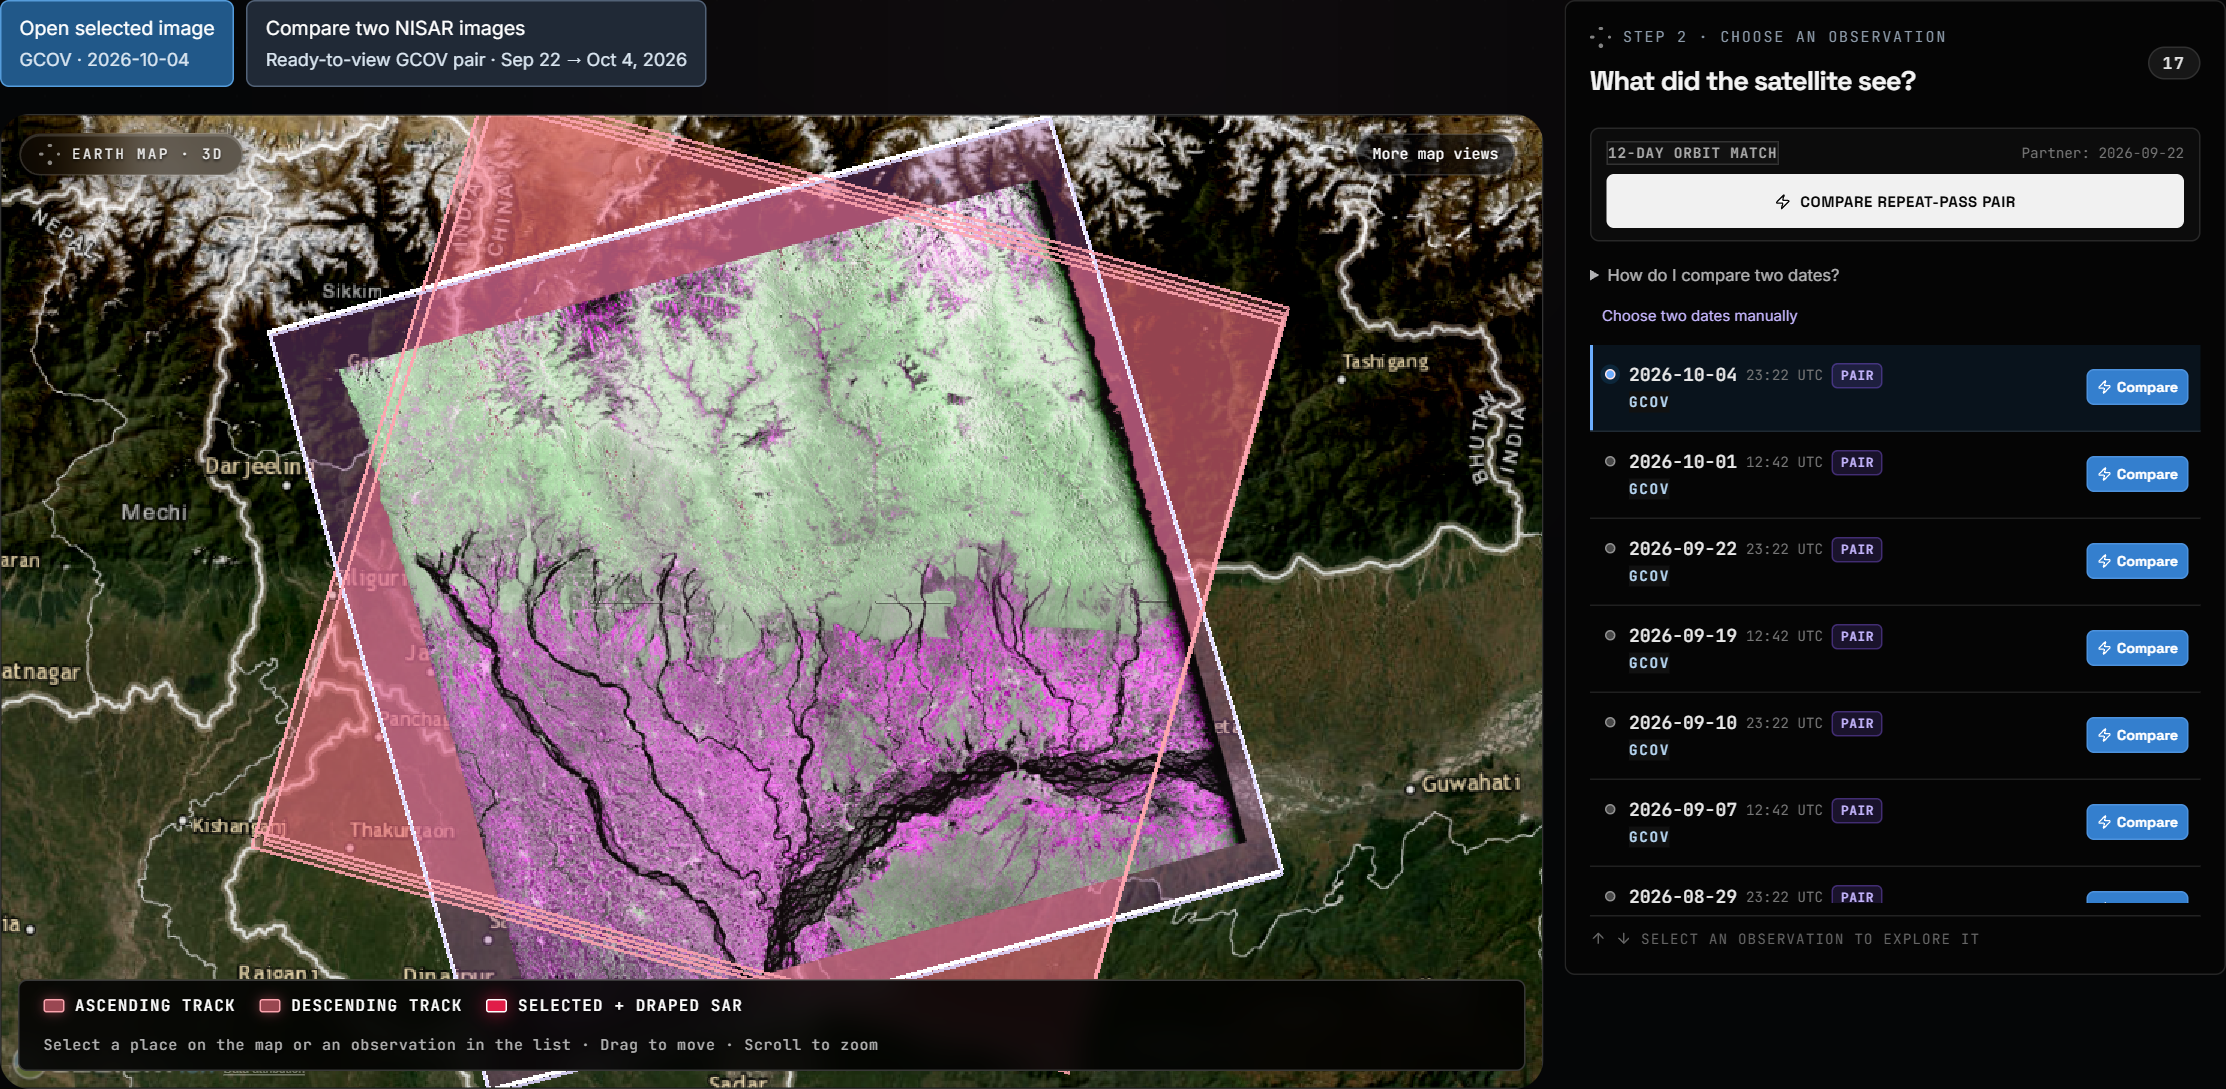 Open selected image
GCOV · 2026-10-04
Compare two NISAR images
Ready-to-view GCOV pair · Sep 22 → Oct 4, 2026
EARTH MAP · 3D
More map views
NEPAL
INDIA
CHINA
Sikkim
Tashigang
BHUTAN
INDIA
Darjeeling
Mechi
aran
iliguri
atnagar
Ja
Panchag
Guwahati
Kishanganj
Thakurgaon
ia
Raiganj
Dinajpur
Sadar
ASCENDING TRACK
DESCENDING TRACK
SELECTED + DRAPED SAR
Select a place on the map or an observation in the list · Drag to move · Scroll to zoom
STEP 2 · CHOOSE AN OBSERVATION
What did the satellite see?
17
12-DAY ORBIT MATCH
Partner: 2026-09-22
COMPARE REPEAT-PASS PAIR
How do I compare two dates?
Choose two dates manually
2026-10-04 23:22 UTC PAIR
GCOV
Compare
2026-10-01 12:42 UTC PAIR
GCOV
Compare
2026-09-22 23:22 UTC PAIR
GCOV
Compare
2026-09-19 12:42 UTC PAIR
GCOV
Compare
2026-09-10 23:22 UTC PAIR
GCOV
Compare
2026-09-07 12:42 UTC PAIR
GCOV
Compare
2026-08-29 23:22 UTC PAIR
↑ ↓ SELECT AN OBSERVATION TO EXPLORE IT